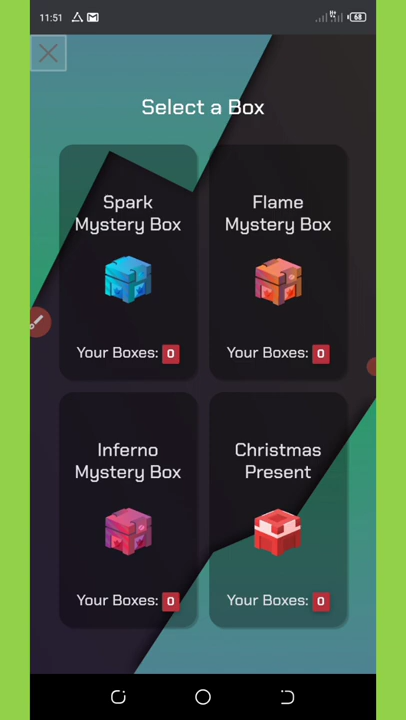 11:51
68
Select a Box
Spark
Mystery Box
Your Boxes: 0
Flame
Mystery Box
Your Boxes: 0
Inferno
Mystery Box
Your Boxes: 0
Christmas
Present
Your Boxes: 0